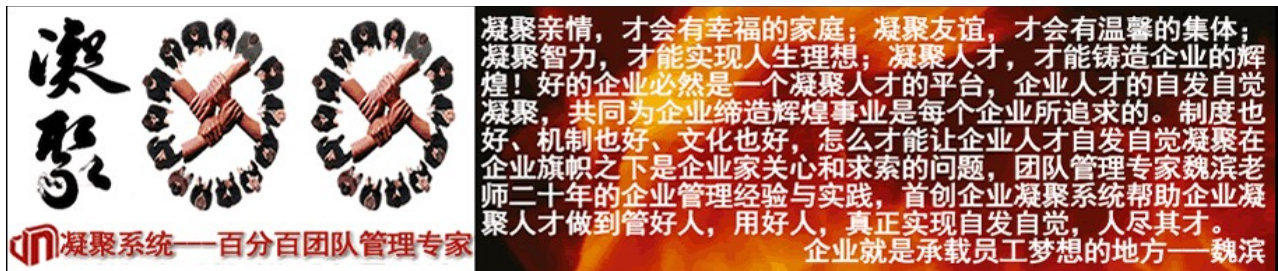 凝聚
凝聚系统——百分百团队管理专家
凝聚亲情，才会有幸福的家庭；凝聚友谊，才会有温馨的集体；
凝聚智力，才能实现人生理想；凝聚人才，才能铸造企业的辉
煌！好的企业必然是一个凝聚人才的平台，企业人才的自发自觉
凝聚，共同为企业缔造辉煌事业是每个企业所追求的。制度也
好、机制也好、文化也好，怎么才能让企业人才自发自觉凝聚在
企业旗帜之下是企业家关心和求索的问题，团队管理专家魏滨老
师二十年的企业管理经验与实践，首创企业凝聚系统帮助企业凝
聚人才做到管好人，用好人，真正实现自发自觉，人尽其才。
企业就是承载员工梦想的地方——魏滨